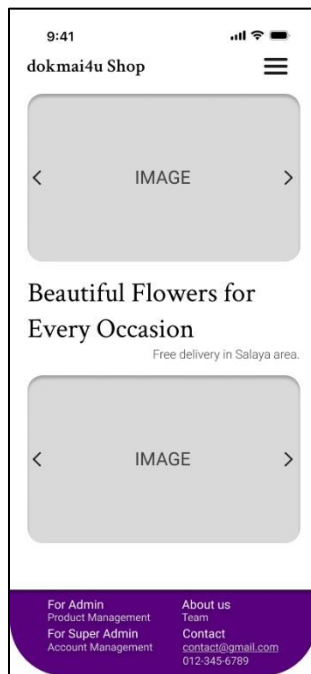 9:41
dokmai4u Shop
IMAGE
Beautiful Flowers for
Every Occasion
Free delivery in Salaya area.
IMAGE
For Admin
Product Management
For Super Admin
Account Management
About us
Team
Contact
contact@gmail.com
012-345-6789